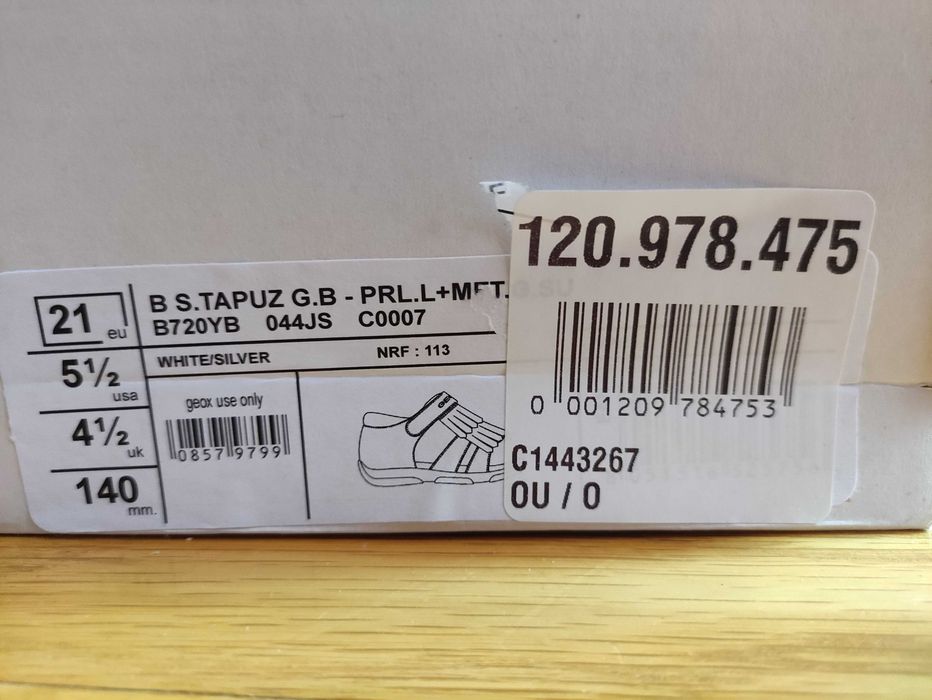 120.978.475
21 eu
B S.TAPUZ G.B - PRL.L+MET.G.SU
B720YB 044JS C0007
WHITE/SILVER NRF : 113
5½ usa
4½ uk
140 mm.
geox use only
0857 9799
0 001209 784753
C1443267
OU / 0